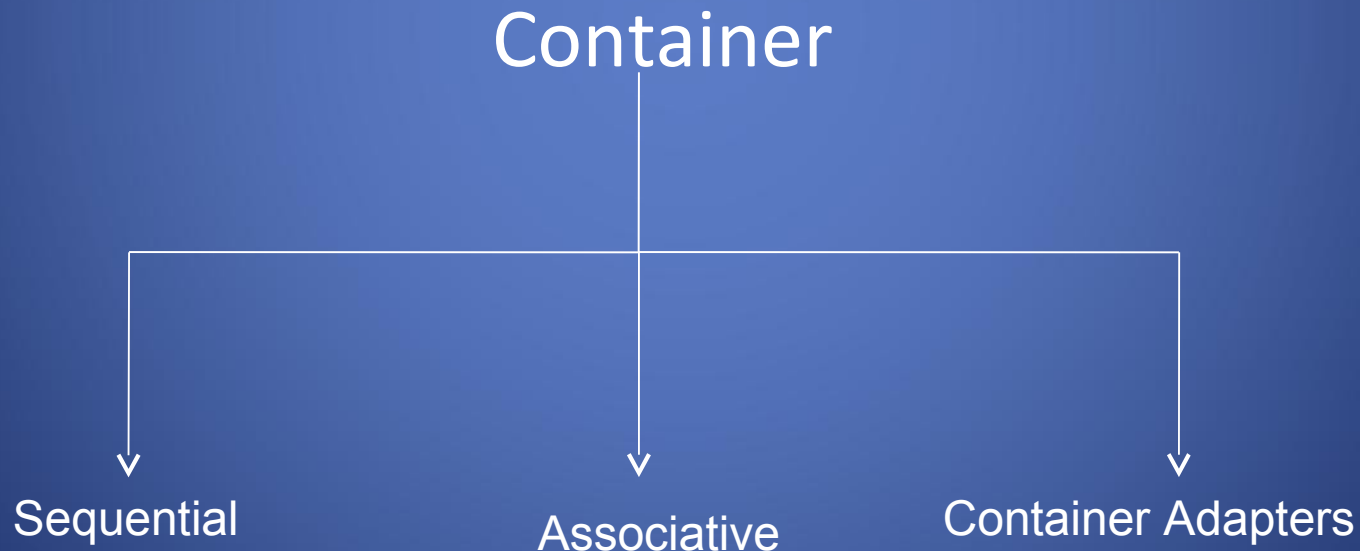 Container
Sequential
Associative
Container Adapters